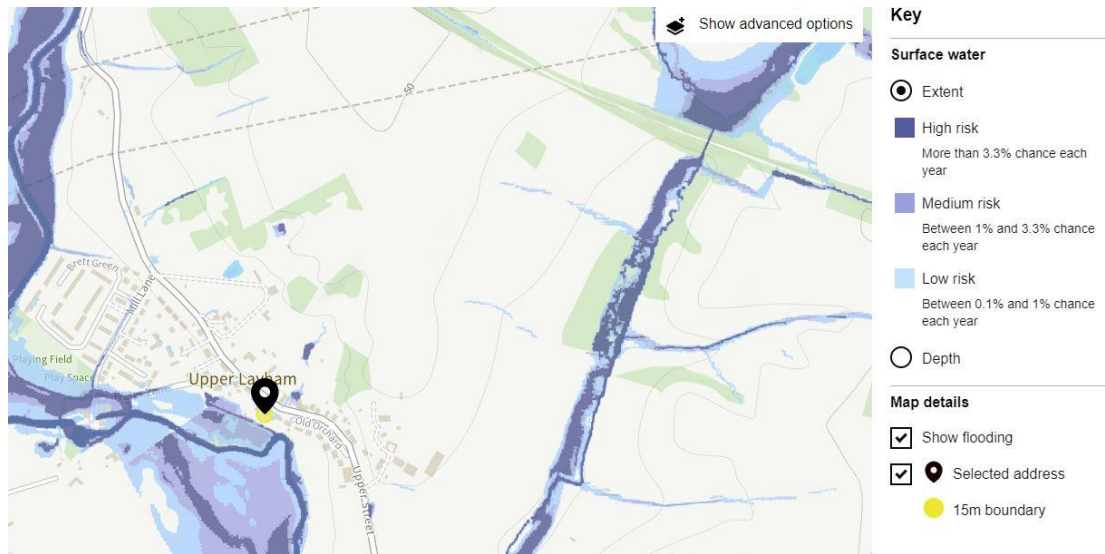 Show advanced options
50
Brett Green
Mill Lane
Playing Field
Play Space
Water Lane
Upper Layham
Old Orchard
Upper Street
Key
Surface water
Extent
High risk
More than 3.3% chance each
year
Medium risk
Between 1% and 3.3% chance
each year
Low risk
Between 0.1% and 1% chance
each year
Depth
Map details
Show flooding
Selected address
15m boundary